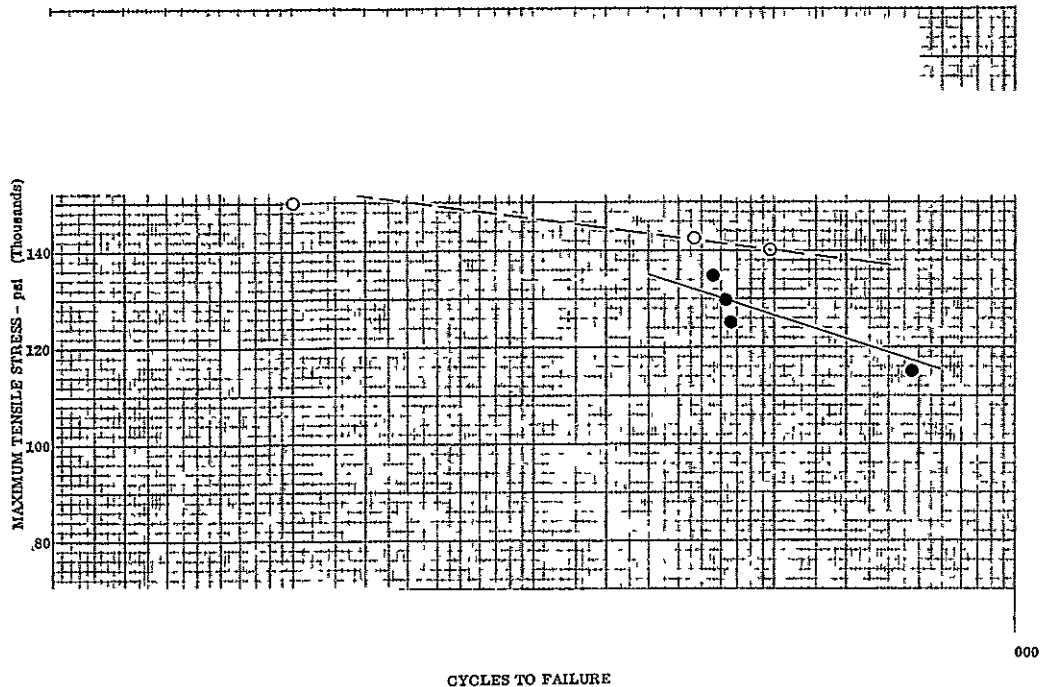 MAXIMUM TENSILE STRESS - psi (Thousands)
140
120
100
80
000
CYCLES TO FAILURE